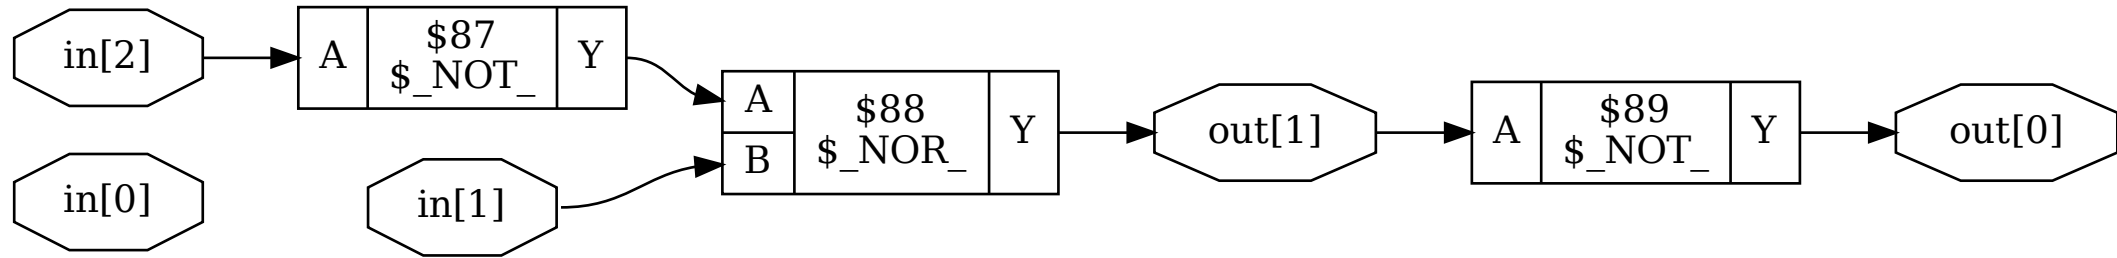 in[2]
A
$87
$_NOT_
Y
in[0]
in[1]
A
B
$88
$_NOR_
Y
out[1]
A
$89
$_NOT_
Y
out[0]